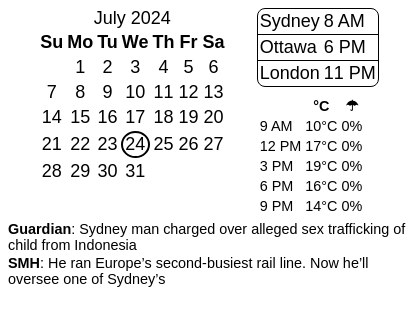 July 2024
Su Mo Tu We Th Fr Sa
1 2 3 4 5 6
7 8 9 10 11 12 13
14 15 16 17 18 19 20
21 22 23 24 25 26 27
28 29 30 31
Sydney 8 AM
Ottawa 6 PM
London 11 PM
°C ☂
9 AM 10°C 0%
12 PM 17°C 0%
3 PM 19°C 0%
6 PM 16°C 0%
9 PM 14°C 0%
Guardian: Sydney man charged over alleged sex trafficking of
child from Indonesia
SMH: He ran Europe’s second-busiest rail line. Now he’ll
oversee one of Sydney’s